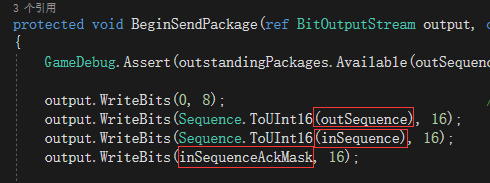 3 个引用
protected void BeginSendPackage(ref BitOutputStream output,
{
GameDebug.Assert(outstandingPackages.Available(outSequenc
output.WriteBits(0, 8);
output.WriteBits(Sequence.ToUInt16(outSequence), 16);
output.WriteBits(Sequence.ToUInt16(inSequence), 16);
output.WriteBits(inSequenceAckMask, 16);